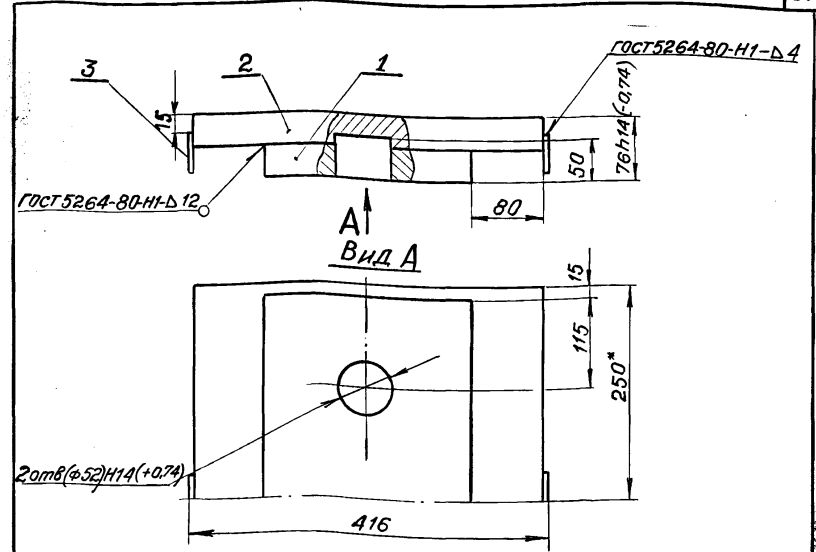 3
2
1
ГОСТ5264-80-Н1-Δ4
15
50
76h14(-0,74)
ГОСТ5264-80-Н1-Δ12
80
А
Вид А
15
115
250*
2отв(ф52)Н14(+0,74)
416